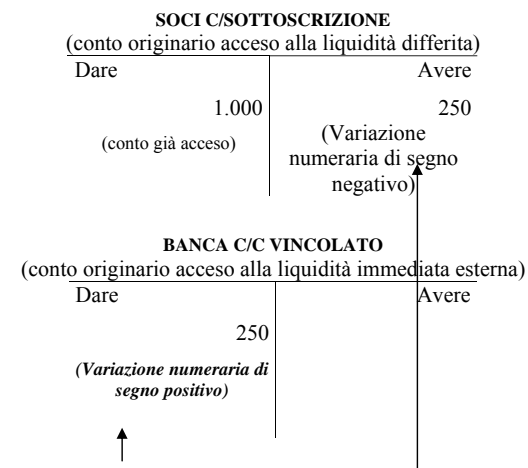 SOCI C/SOTTOSCRIZIONE
(conto originario acceso alla liquidità differita)
Dare Avere
1.000 250
(conto già acceso)
(Variazione
numeraria di segno
negativo)
BANCA C/C VINCOLATO
(conto originario acceso alla liquidità immediata esterna)
Dare Avere
250
(Variazione numeraria di
segno positivo)